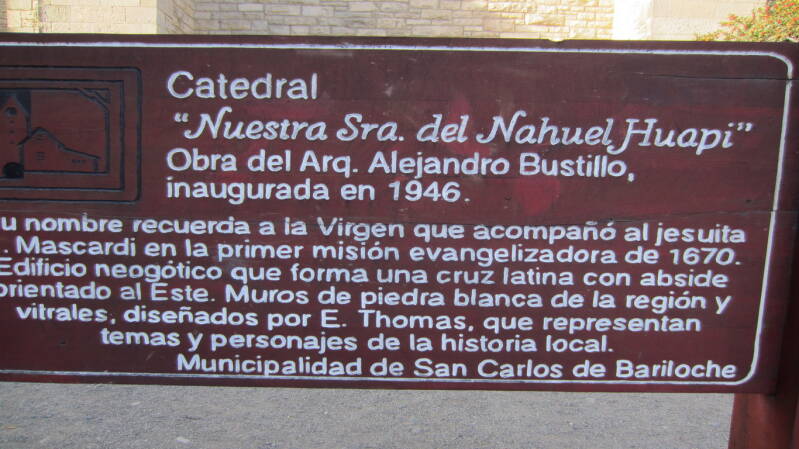 Catedral
"Nuestra Sra. del Nahuel Huapi"
Obra del Arq. Alejandro Bustillo,
inaugurada en 1946.
u nombre recuerda a la Virgen que acompañó al jesuita
. Mascardi en la primer misión evangelizadora de 1670.
Edificio neogótico que forma una cruz latina con abside
orientado al Este. Muros de piedra blanca de la región y
vitrales, diseñados por E. Thomas, que representan
temas y personajes de la historia local.
Municipalidad de San Carlos de Bariloche